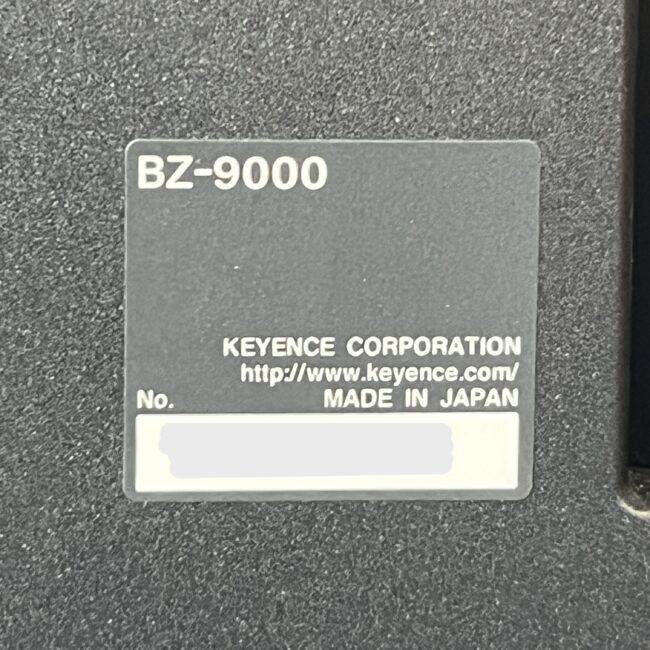 BZ-9000
KEYENCE CORPORATION
http://www.keyence.com/
No. MADE IN JAPAN